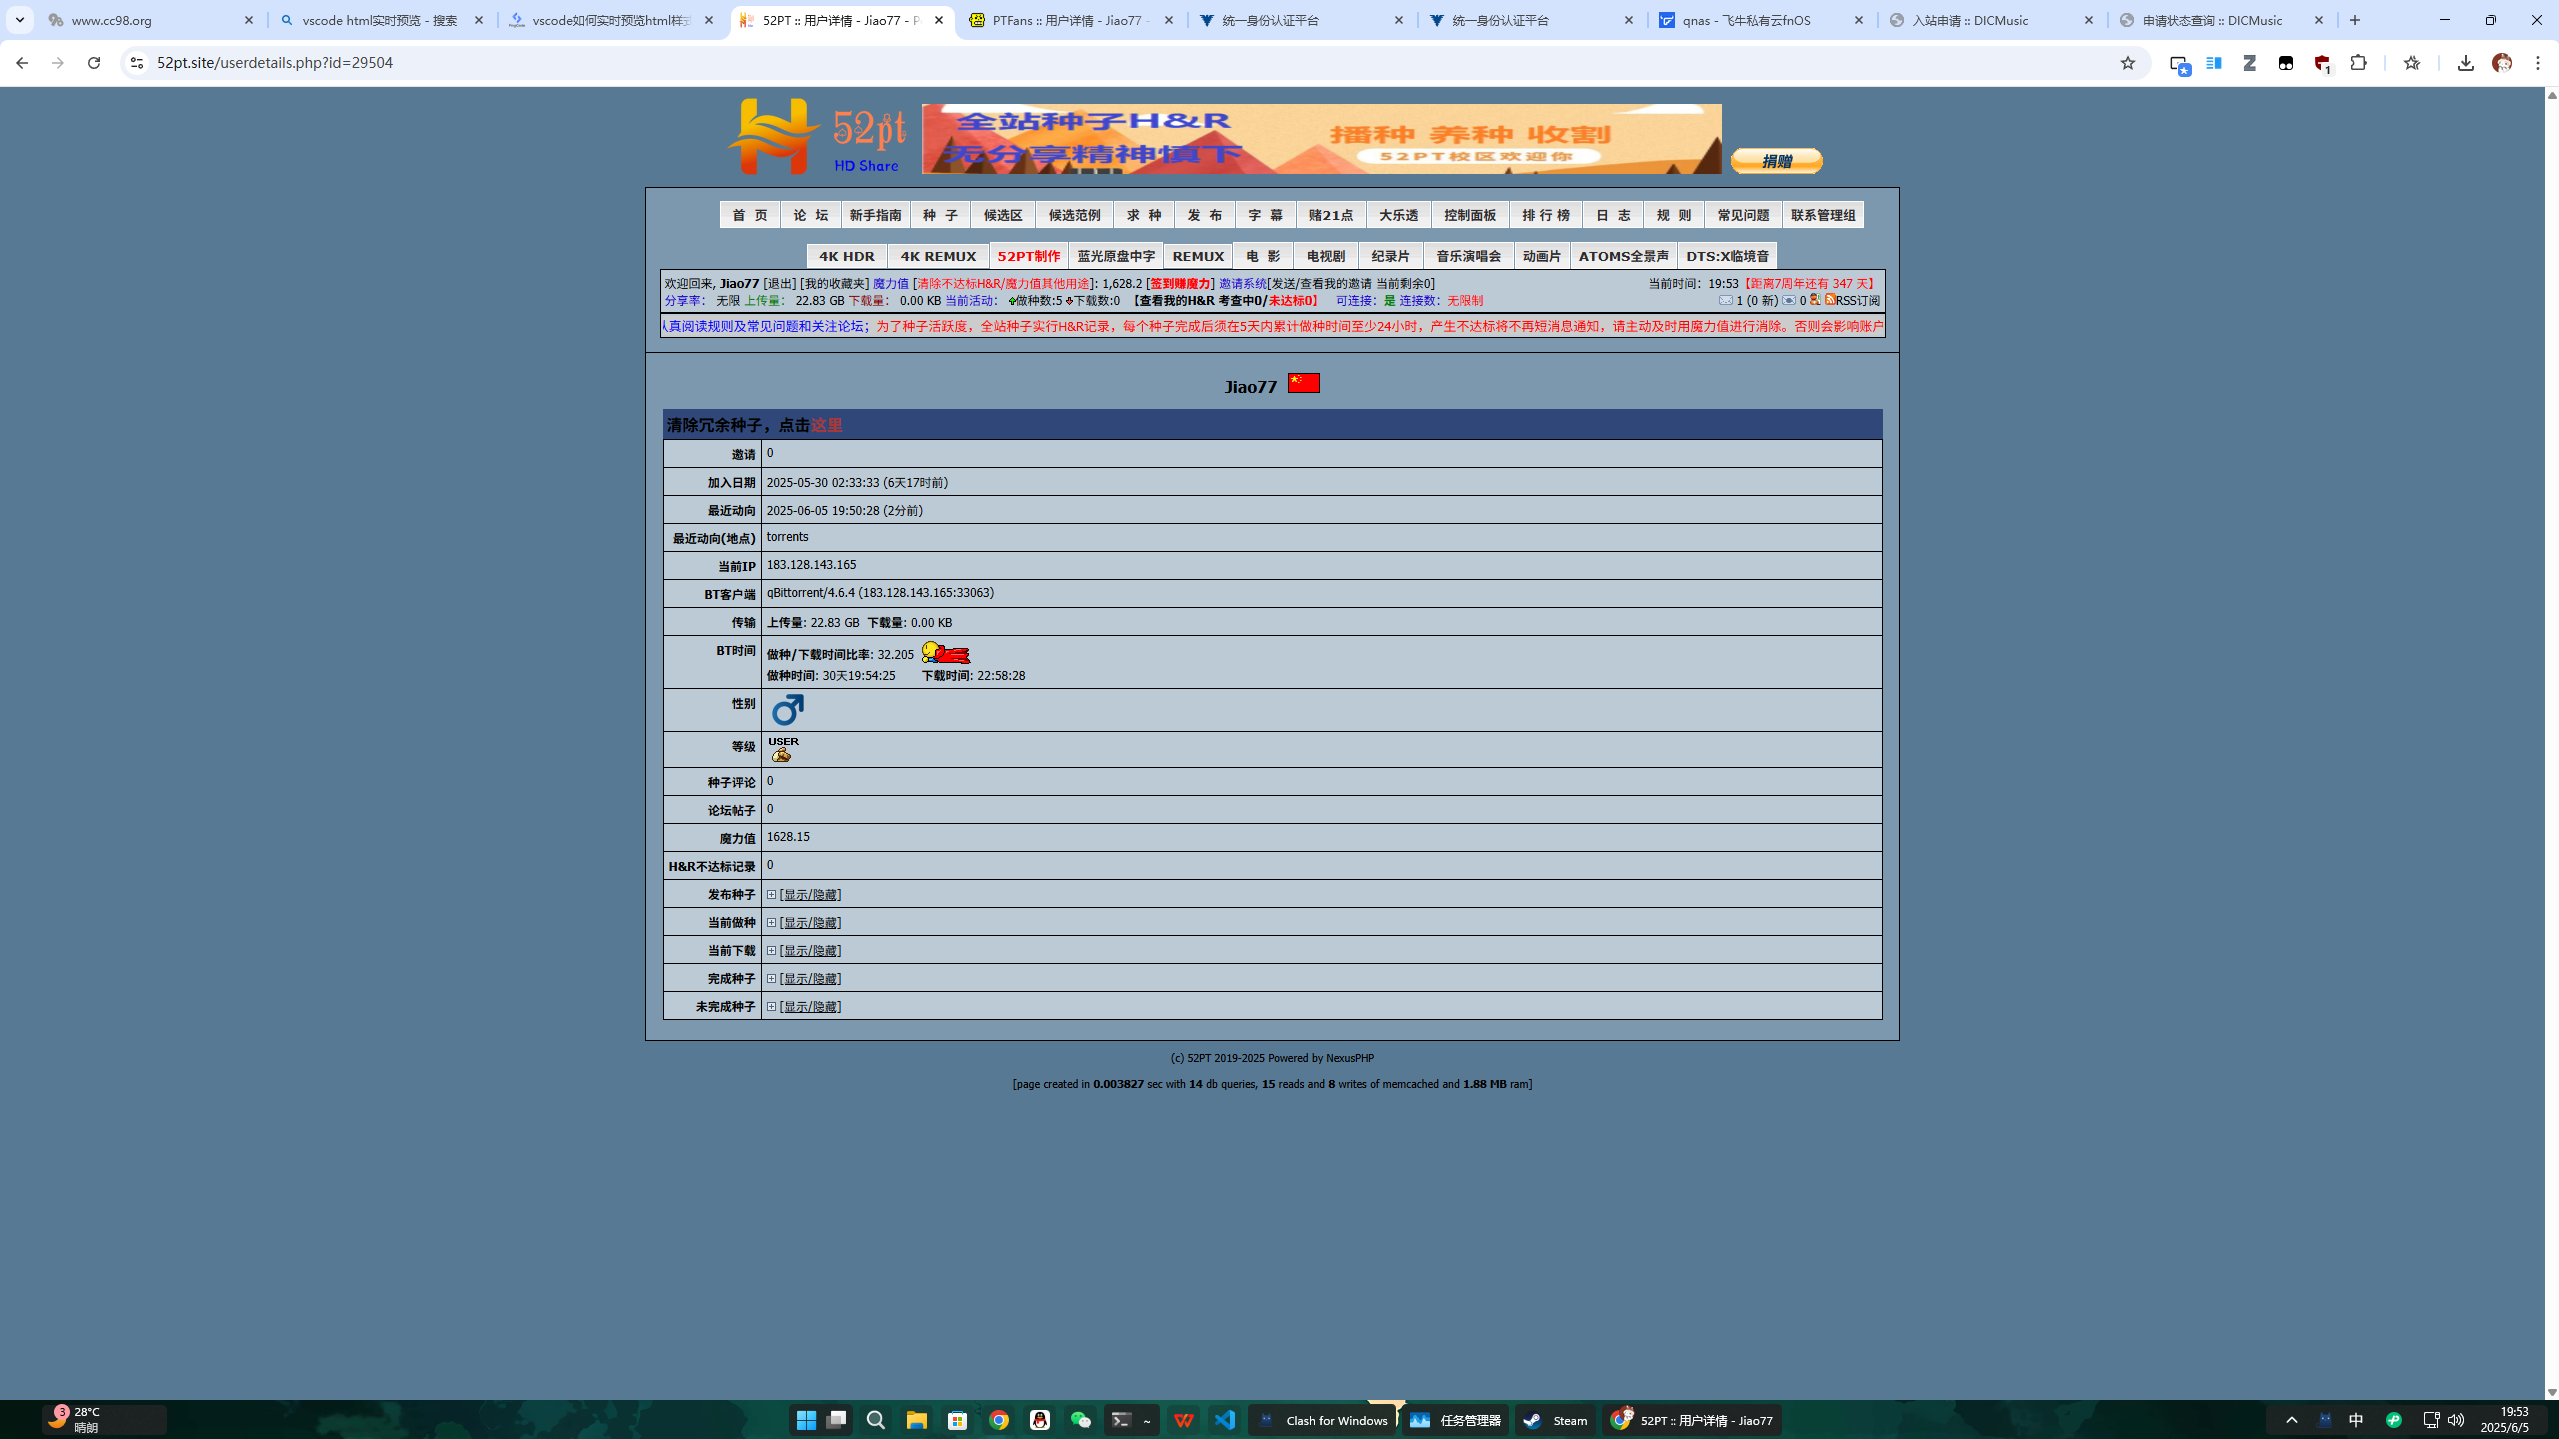 www.cc98.org
vscode html实时预览 - 搜索
vscode如何实时预览html样式
52PT :: 用户详情 - Jiao77 - P
PTFans :: 用户详情 - Jiao77 -
统一身份认证平台
统一身份认证平台
qnas - 飞牛私有云fnOS
入站申请 :: DICMusic
申请状态查询 :: DICMusic
52pt.site/userdetails.php?id=29504
1
52pt
HD Share
全站种子H&R
无分享精神慎下
播种 养种 收割
52PT校区欢迎你
捐赠
首 页 论 坛 新手指南 种 子 候选区 候选范例 求 种 发 布 字 幕 赌21点 大乐透 控制面板 排 行 榜 日 志 规 则 常见问题 联系管理组
4K HDR 4K REMUX 52PT制作 蓝光原盘中字 REMUX 电 影 电视剧 纪录片 音乐演唱会 动画片 ATOMS全景声 DTS:X临境音
欢迎回来, Jiao77 [退出] [我的收藏夹] 魔力值 [清除不达标H&R/魔力值其他用途]: 1,628.2 [签到赚魔力] 邀请系统[发送/查看我的邀请 当前剩余0] 当前时间：19:53【距离7周年还有 347 天】
分享率： 无限 上传量： 22.83 GB 下载量： 0.00 KB 当前活动： 做种数:5 下载数:0 【查看我的H&R 考查中0/未达标0】 可连接：是 连接数：无限制 1 (0 新) 0 RSS订阅
真阅读规则及常见问题和关注论坛；为了种子活跃度，全站种子实行H&R记录，每个种子完成后须在5天内累计做种时间至少24小时，产生不达标将不再短消息通知，请主动及时用魔力值进行消除。否则会影响账户
Jiao77
清除冗余种子，点击这里
邀请 0
加入日期 2025-05-30 02:33:33 (6天17时前)
最近动向 2025-06-05 19:50:28 (2分前)
最近动向(地点) torrents
当前IP 183.128.143.165
BT客户端 qBittorrent/4.6.4 (183.128.143.165:33063)
传输 上传量: 22.83 GB 下载量: 0.00 KB
BT时间 做种/下载时间比率: 32.205
做种时间: 30天19:54:25 下载时间: 22:58:28
性别
等级 USER
种子评论 0
论坛帖子 0
魔力值 1628.15
H&R不达标记录 0
发布种子 [显示/隐藏]
当前做种 [显示/隐藏]
当前下载 [显示/隐藏]
完成种子 [显示/隐藏]
未完成种子 [显示/隐藏]
(c) 52PT 2019-2025 Powered by NexusPHP
[page created in 0.003827 sec with 14 db queries, 15 reads and 8 writes of memcached and 1.88 MB ram]
3
28°C
晴朗
~
Clash for Windows
任务管理器
Steam
52PT :: 用户详情 - Jiao77
中
19:53
2025/6/5